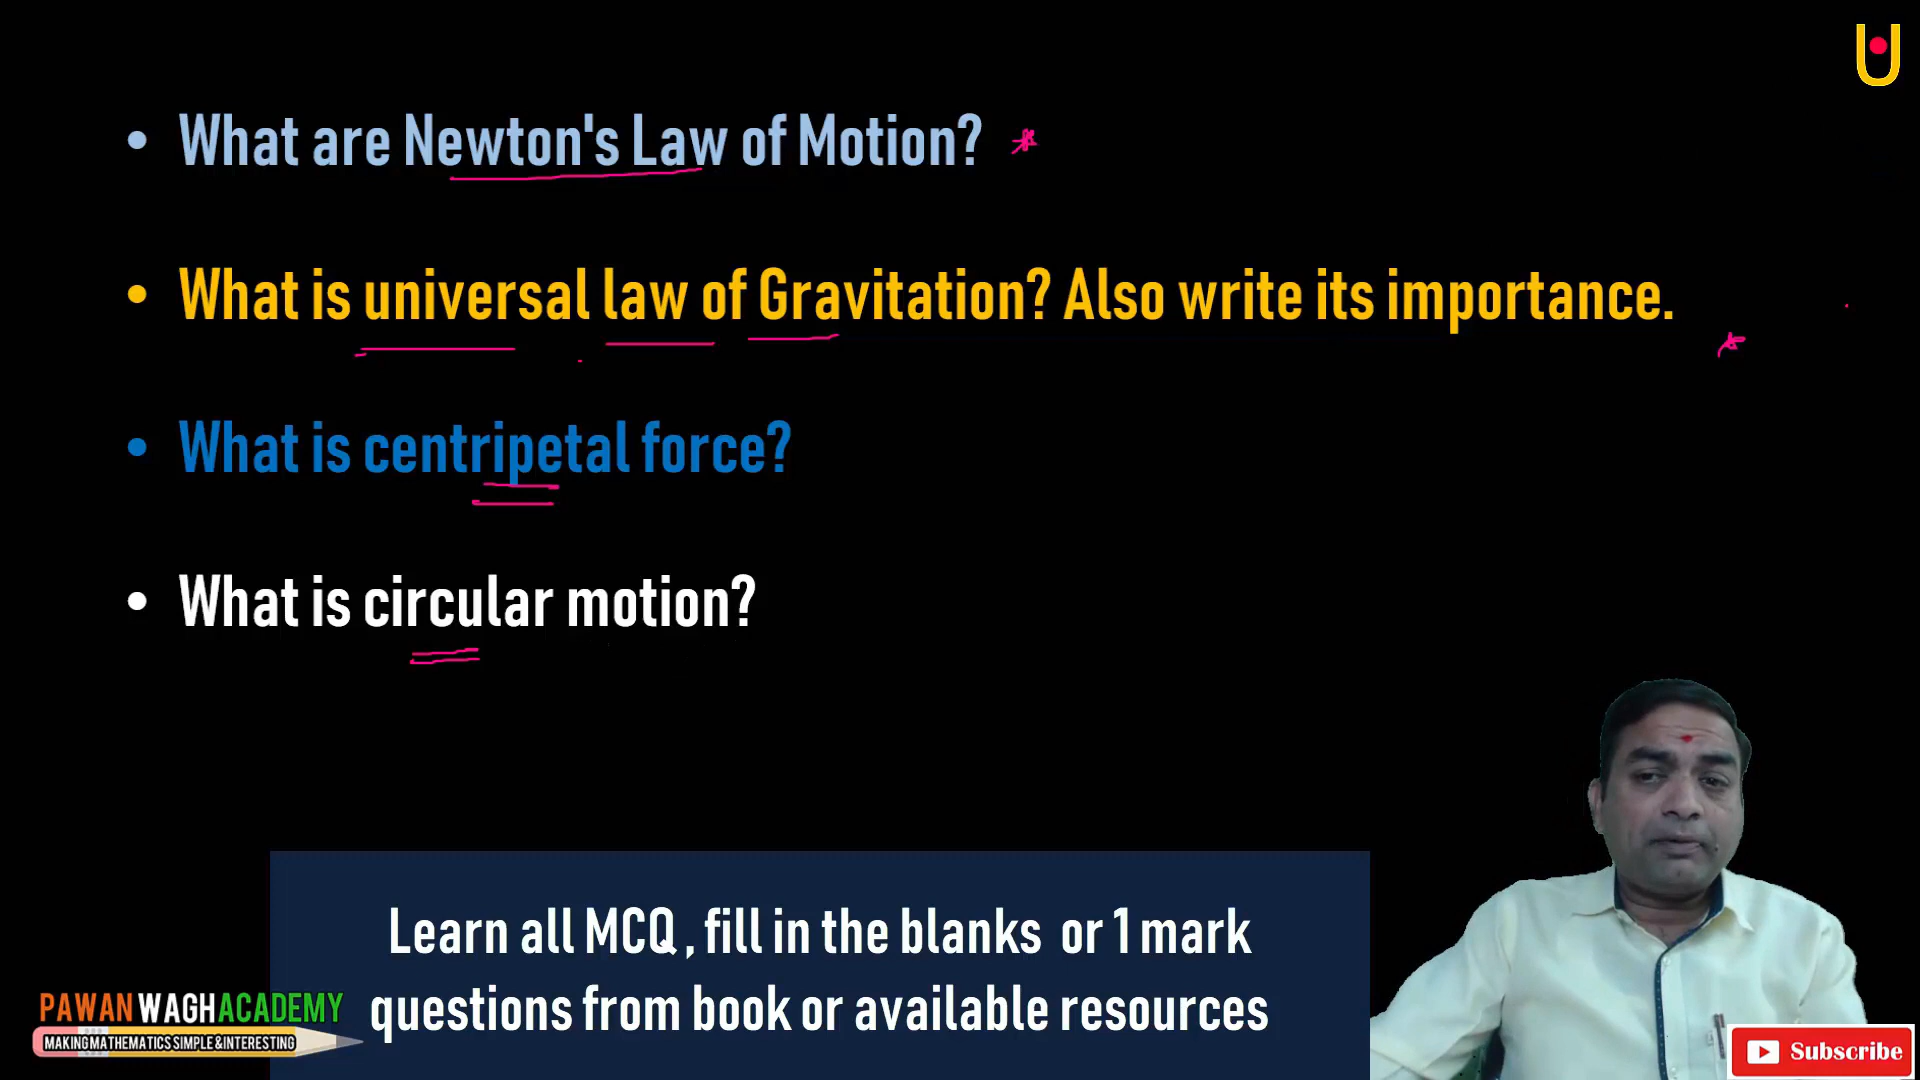 • What are Newton's Law of Motion?
• What is universal law of Gravitation? Also write its importance.
• What is centripetal force?
• What is circular motion?
Learn all MCQ , fill in the blanks or 1 mark
questions from book or available resources
PAWAN WAGH ACADEMY
MAKING MATHEMATICS SIMPLE & INTERESTING
Subscribe